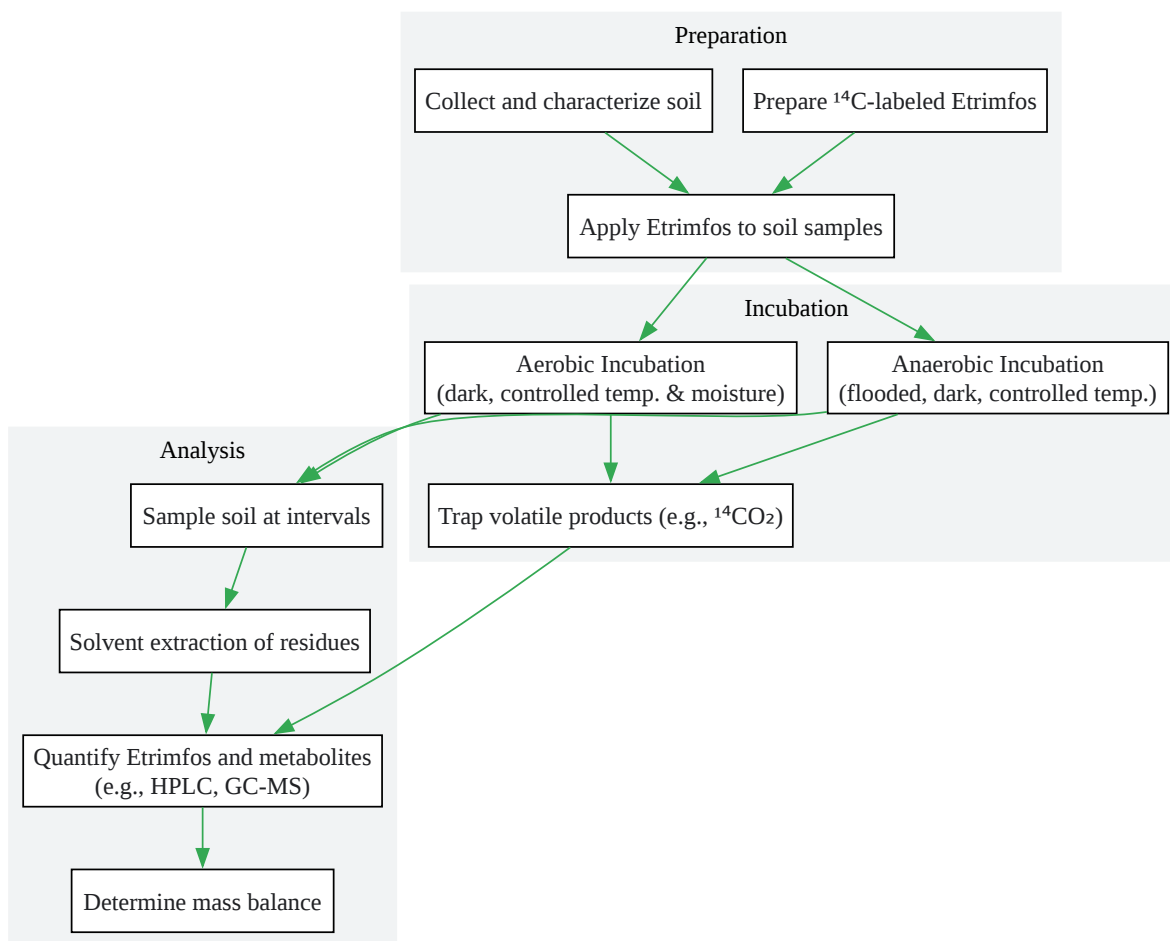 Preparation
Collect and characterize soil
Prepare ¹⁴C-labeled Etrimfos
Apply Etrimfos to soil samples
Incubation
Aerobic Incubation
(dark, controlled temp. & moisture)
Anaerobic Incubation
(flooded, dark, controlled temp.)
Analysis
Sample soil at intervals
Trap volatile products (e.g., ¹⁴CO₂)
Solvent extraction of residues
Quantify Etrimfos and metabolites
(e.g., HPLC, GC-MS)
Determine mass balance